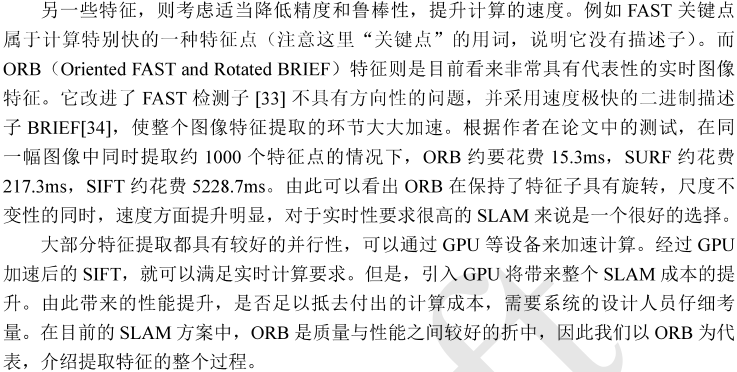 另一些特征，则考虑适当降低精度和鲁棒性，提升计算的速度。例如 FAST 关键点
属于计算特别快的一种特征点（注意这里“关键点”的用词，说明它没有描述子）。而
ORB（Oriented FAST and Rotated BRIEF）特征则是目前看来非常具有代表性的实时图像
特征。它改进了 FAST 检测子 [33] 不具有方向性的问题，并采用速度极快的二进制描述
子 BRIEF[34]，使整个图像特征提取的环节大大加速。根据作者在论文中的测试，在同
一幅图像中同时提取约 1000 个特征点的情况下，ORB 约要花费 15.3ms，SURF 约花费
217.3ms，SIFT 约花费 5228.7ms。由此可以看出 ORB 在保持了特征子具有旋转，尺度不
变性的同时，速度方面提升明显，对于实时性要求很高的 SLAM 来说是一个很好的选择。
大部分特征提取都具有较好的并行性，可以通过 GPU 等设备来加速计算。经过 GPU
加速后的 SIFT，就可以满足实时计算要求。但是，引入 GPU 将带来整个 SLAM 成本的提
升。由此带来的性能提升，是否足以抵去付出的计算成本，需要系统的设计人员仔细考
量。在目前的 SLAM 方案中，ORB 是质量与性能之间较好的折中，因此我们以 ORB 为代
表，介绍提取特征的整个过程。